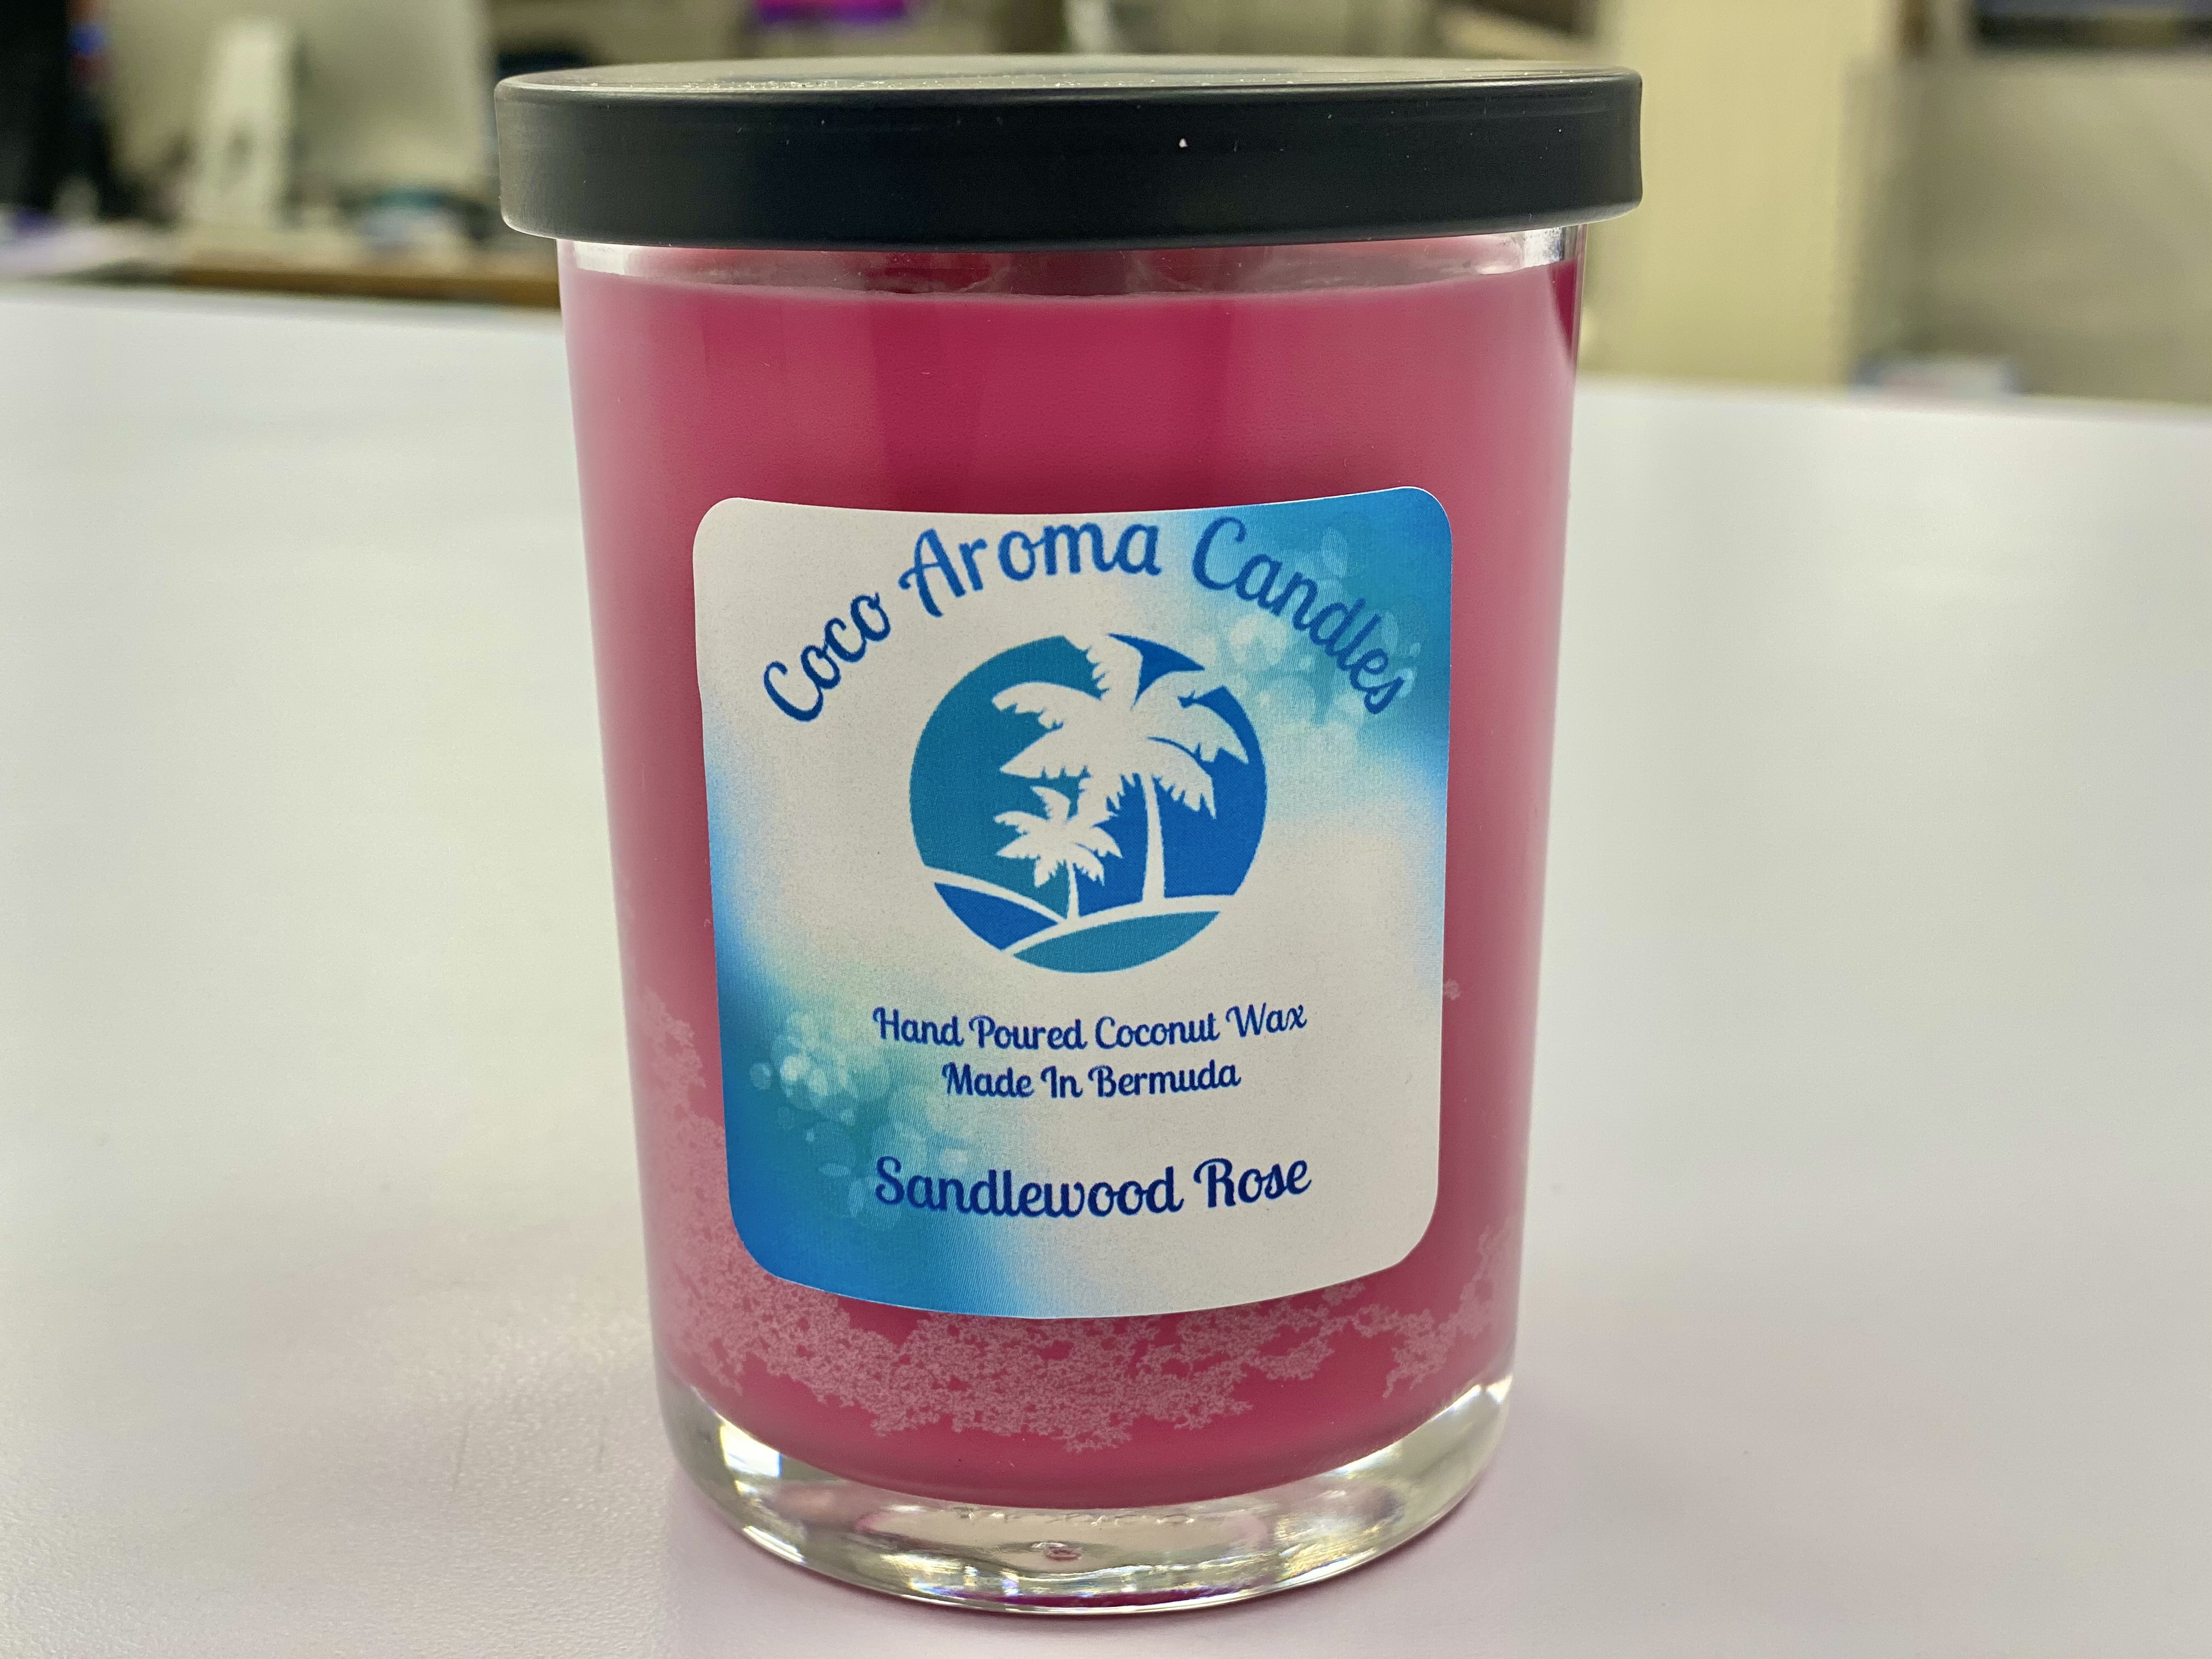 Coco Aroma Candles
Hand Poured Coconut Wax
Made In Bermuda
Sandlewood Rose